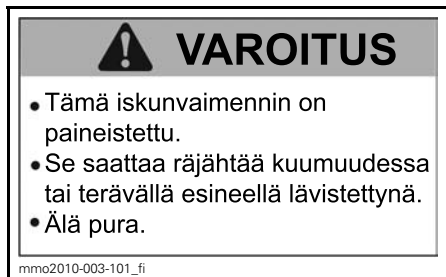 VAROITUS
• Tämä iskunvaimennin on
paineistettu.
• Se saattaa räjähtää kuumuudessa
tai terävällä esineellä lävistettynä.
• Älä pura.
mmo2010-003-101_fi